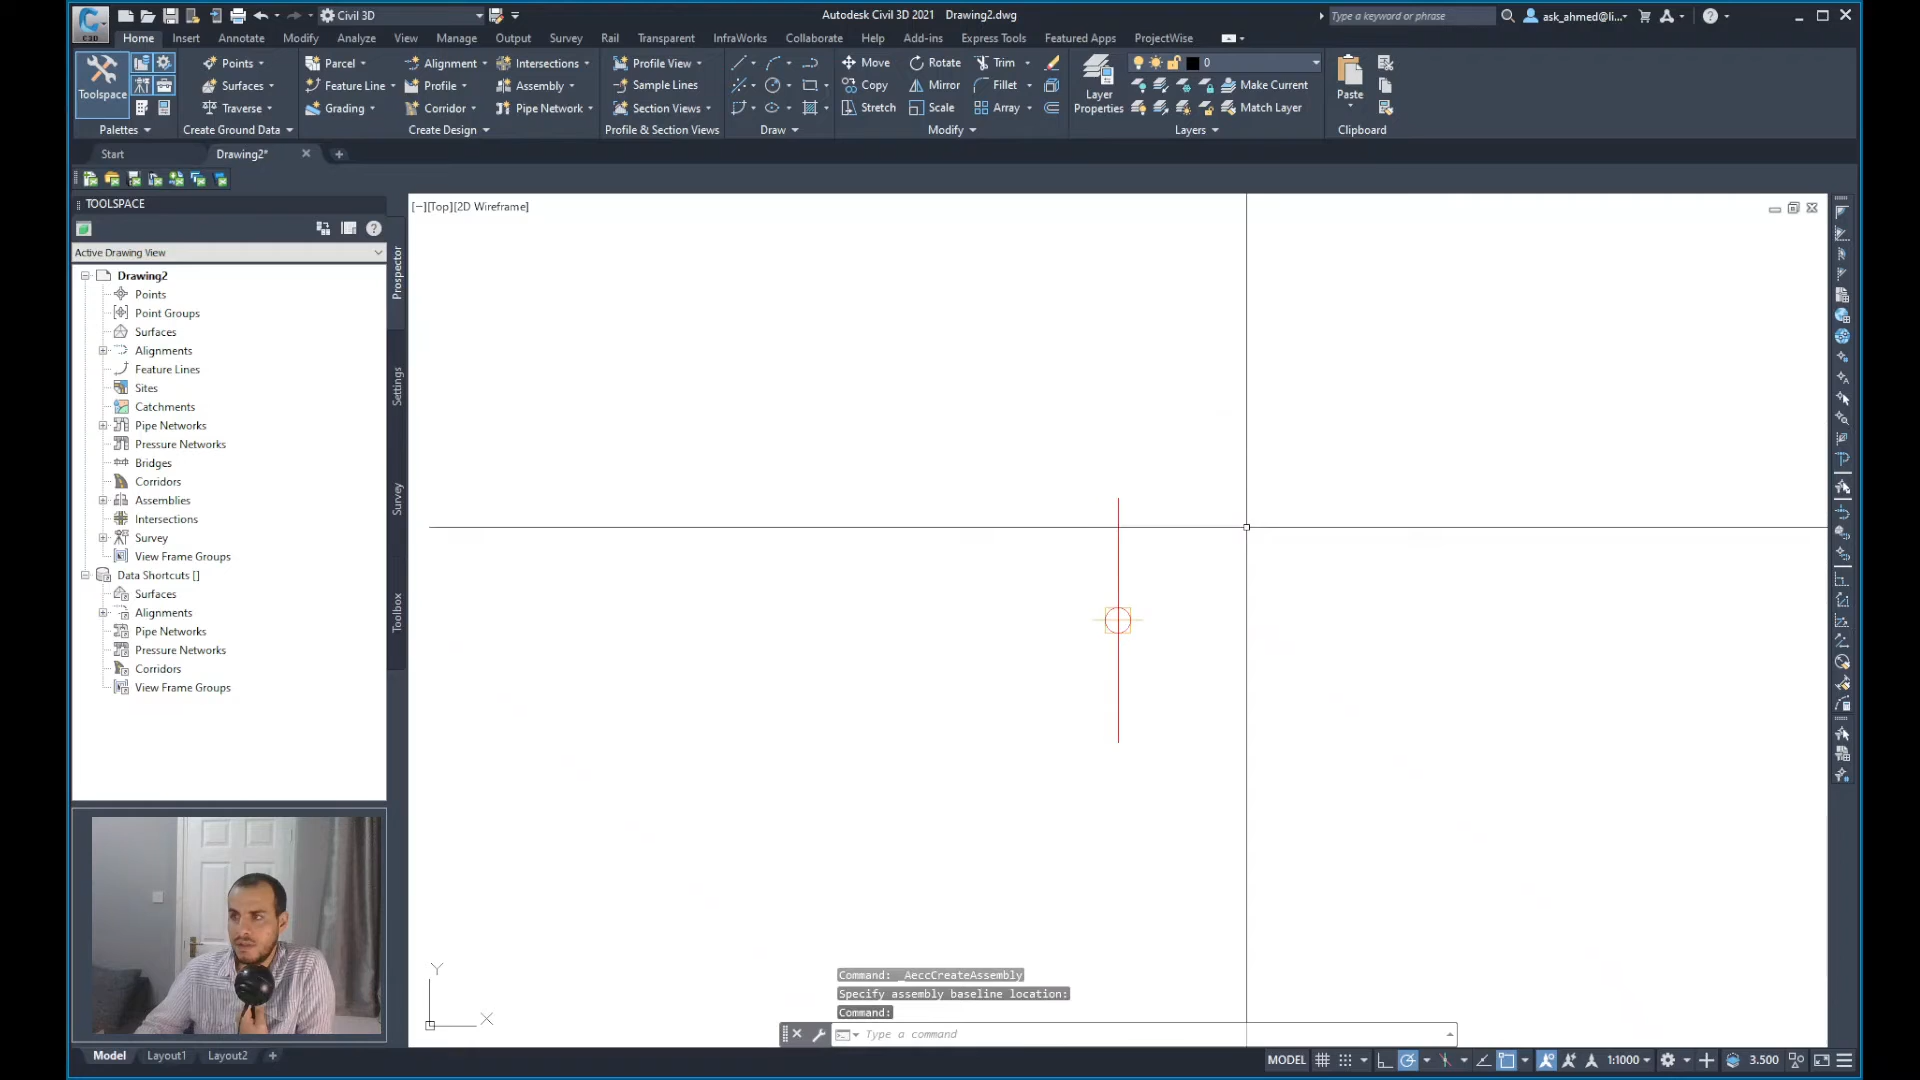 C3D
Civil 3D
Autodesk Civil 3D 2021 Drawing2.dwg
Type a keyword or phrase
ask_ahmed@li...
Home Insert Annotate Modify Analyze View Manage Output Survey Rail Transparent InfraWorks Collaborate Help Add-ins Express Tools Featured Apps ProjectWise
Toolspace
Points
Surfaces
Traverse
Parcel
Feature Line
Grading
Alignment
Profile
Corridor
Intersections
Assembly
Pipe Network
Profile View
Sample Lines
Section Views
Move
Copy
Stretch
Rotate
Mirror
Scale
Trim
Fillet
Array
Layer
Properties
0
Make Current
Match Layer
Paste
Palettes
Create Ground Data
Create Design
Profile & Section Views
Draw
Modify
Layers
Clipboard
Start
Drawing2*
TOOLSPACE
Active Drawing View
Drawing2
Points
Point Groups
Surfaces
Alignments
Feature Lines
Sites
Catchments
Pipe Networks
Pressure Networks
Bridges
Corridors
Assemblies
Intersections
Survey
View Frame Groups
Data Shortcuts []
Surfaces
Alignments
Pipe Networks
Pressure Networks
Corridors
View Frame Groups
Prospector
Settings
Survey
Toolbox
[−][Top][2D Wireframe]
Y
X
Command: _AeccCreateAssembly
Specify assembly baseline location:
Command:
Type a command
Model Layout1 Layout2
MODEL
1:1000
3.500